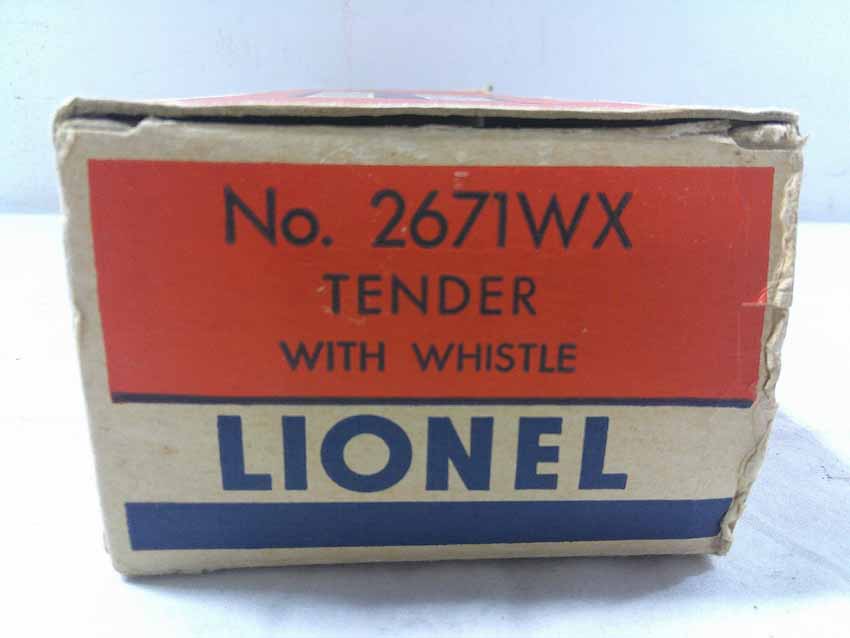 No. 2671WX
TENDER
WITH WHISTLE
LIONEL